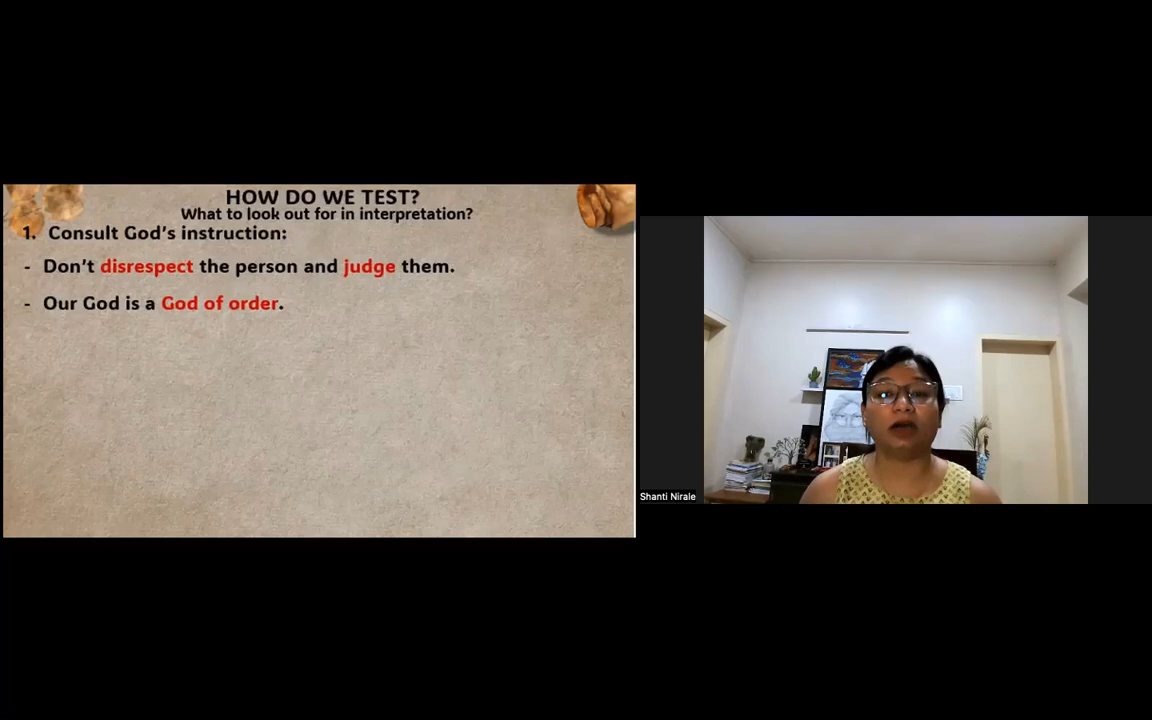 HOW DO WE TEST?
What to look out for in interpretation?
1. Consult God's instruction:
- Don't disrespect the person and judge them.
- Our God is a God of order.
Shanti Nirale